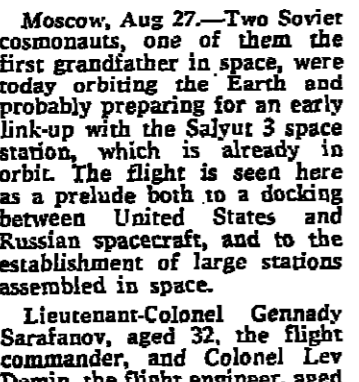 Moscow, Aug 27.—Two Soviet
cosmonauts, one of them the
first grandfather in space, were
today orbiting the Earth and
probably preparing for an early
link-up with the Salyut 3 space
station, which is already in
orbit. The flight is seen here
as a prelude both to a docking
between United States and
Russian spacecraft, and to the
establishment of large stations
assembled in space.
Lieutenant-Colonel Gennady
Sarafanov, aged 32, the flight
commander, and Colonel Lev
Demin, the flight engineer, aged